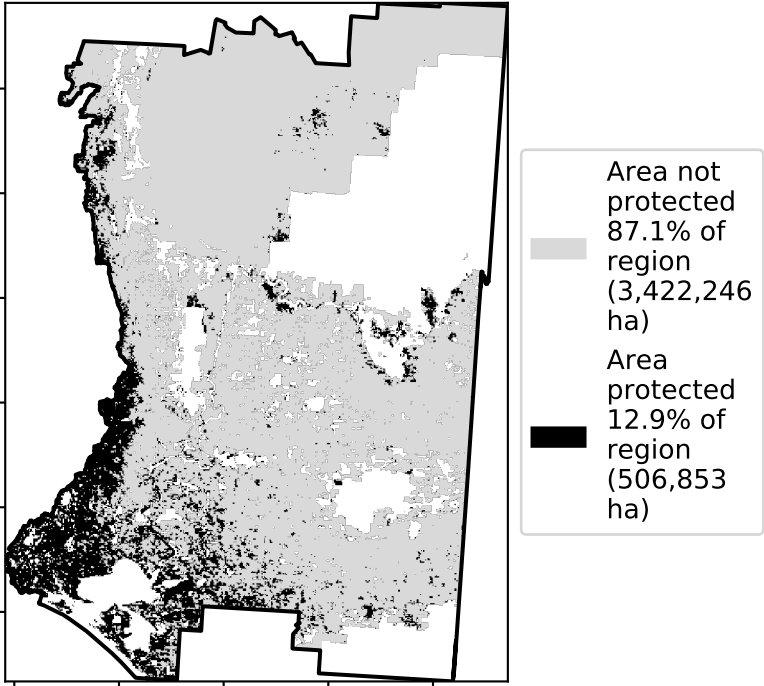 Area not
protected
87.1% of
region
(3,422,246
ha)
Area
protected
12.9% of
region
(506,853
ha)